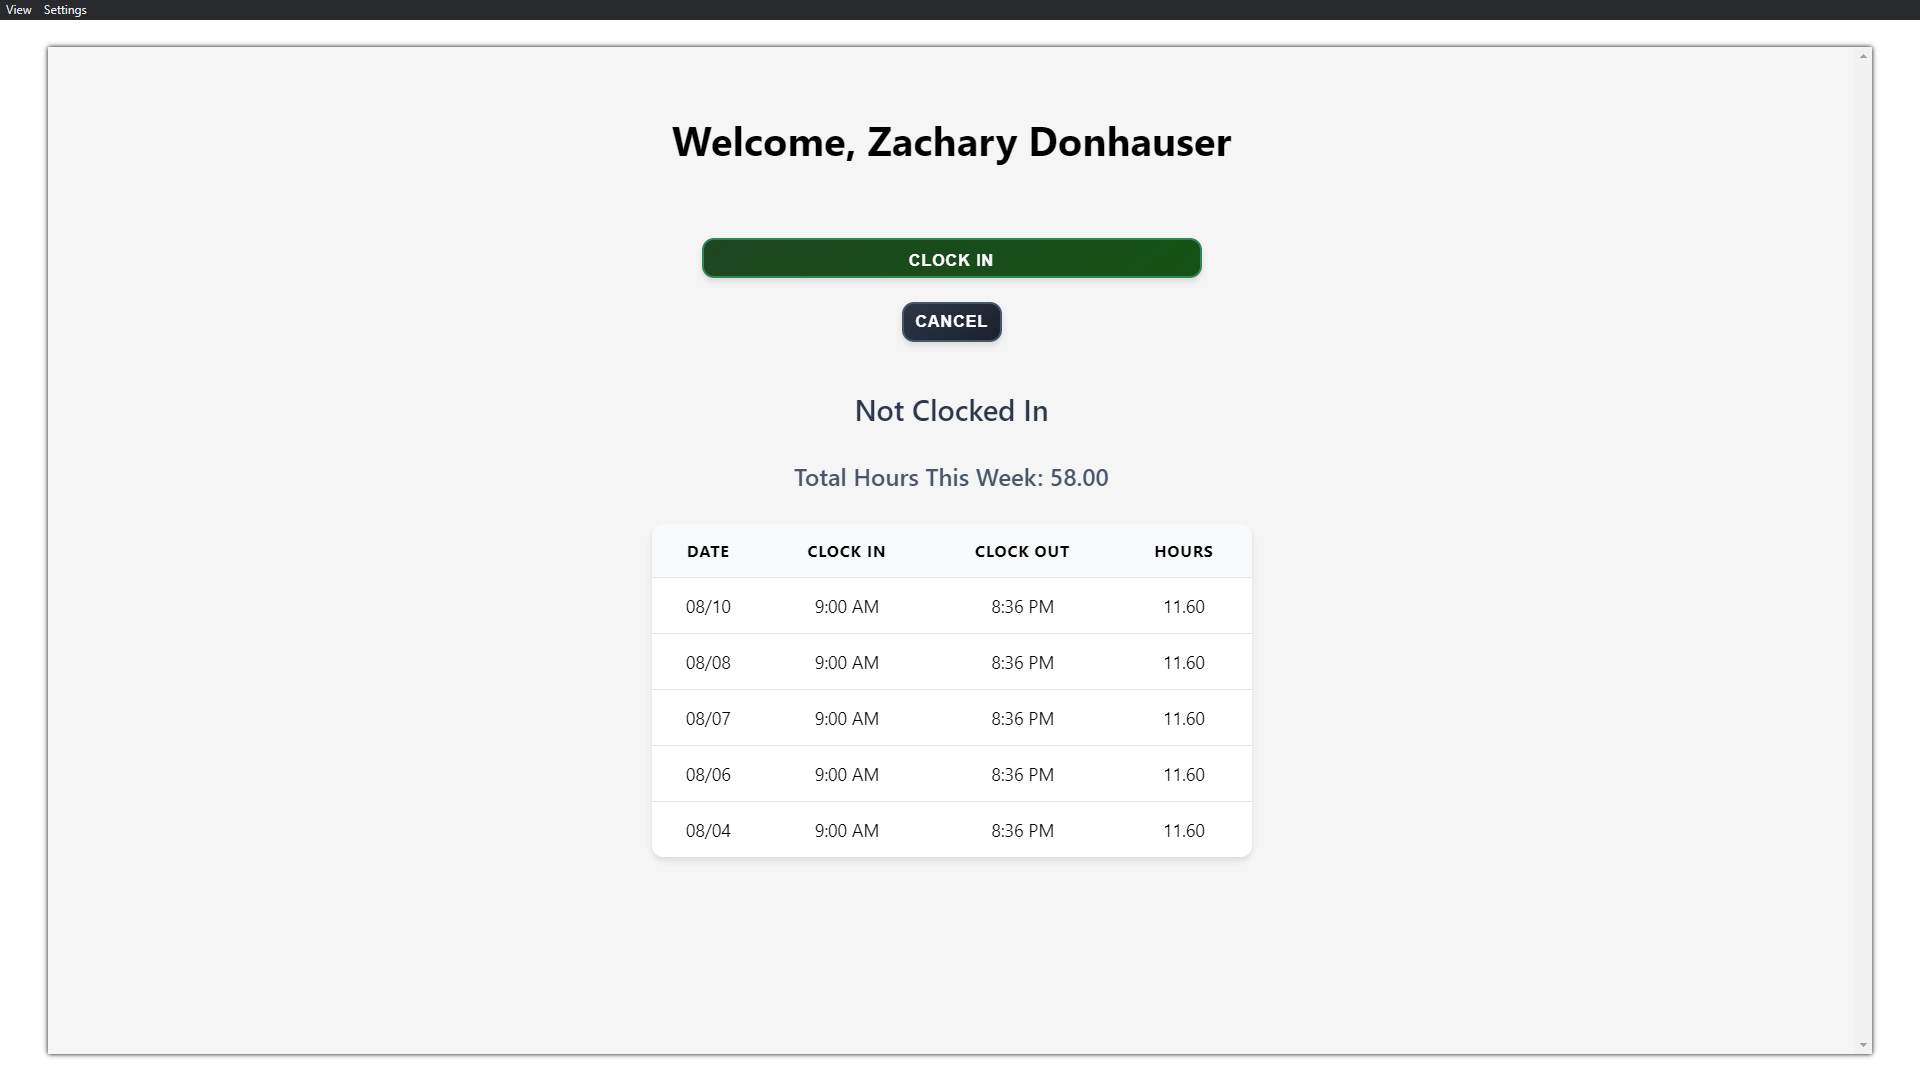 View Settings
Welcome, Zachary Donhauser
CLOCK IN
CANCEL
Not Clocked In
Total Hours This Week: 58.00
DATE CLOCK IN CLOCK OUT HOURS
08/10 9:00 AM 8:36 PM 11.60
08/08 9:00 AM 8:36 PM 11.60
08/07 9:00 AM 8:36 PM 11.60
08/06 9:00 AM 8:36 PM 11.60
08/04 9:00 AM 8:36 PM 11.60